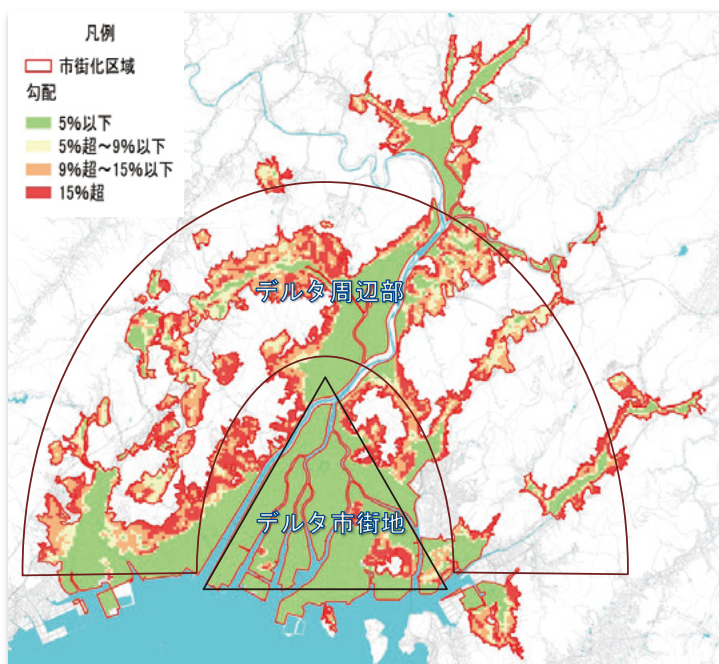 凡例
市街化区域
勾配
5%以下
5%超～9%以下
9%超～15%以下
15%超
デルタ周辺部
デルタ市街地